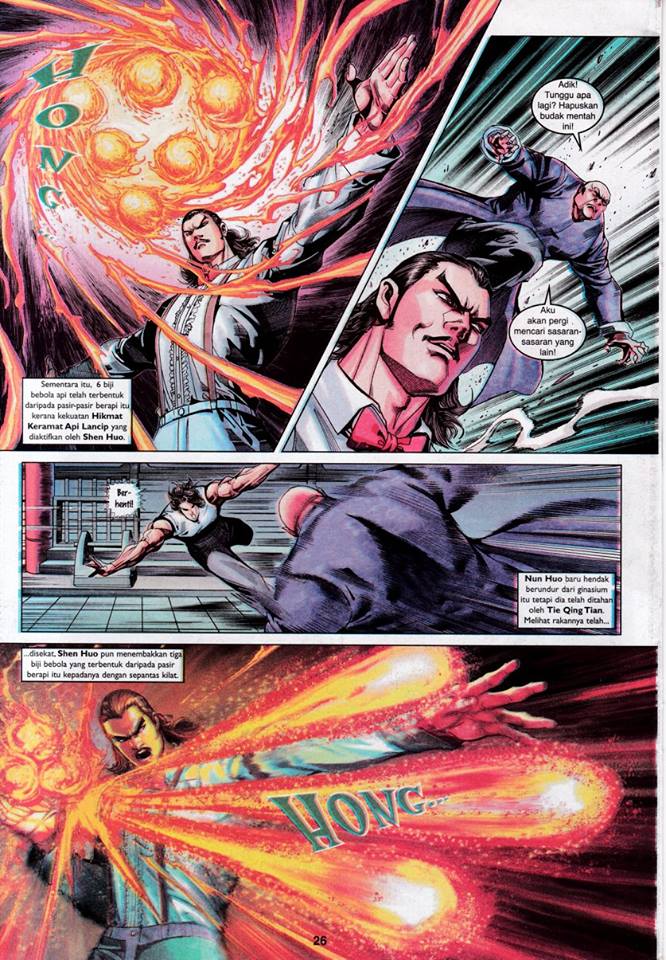 HONG...
Adik!
Tunggu apa
lagi? Hapuskan
budak mentah
ini!
Aku
akan pergi
mencari sasaran-
sasaran yang
lain!
Sementara itu, 6 biji
bebola api telah terbentuk
daripada pasir-pasir berapi itu
kerana kekuatan Hikmat
Keramat Api Lancip yang
diaktifkan oleh Shen Huo.
Ber-
henti!
Nun Huo baru hendak
berundur dari ginasium
itu tetapi dia telah ditahan
oleh Tie Qing Tian.
Melihat rakannya telah...
...disekat, Shen Huo pun menembakkan tiga
biji bebola yang terbentuk daripada pasir
berapi itu kepadanya dengan sepantas kilat.
HONG...
26